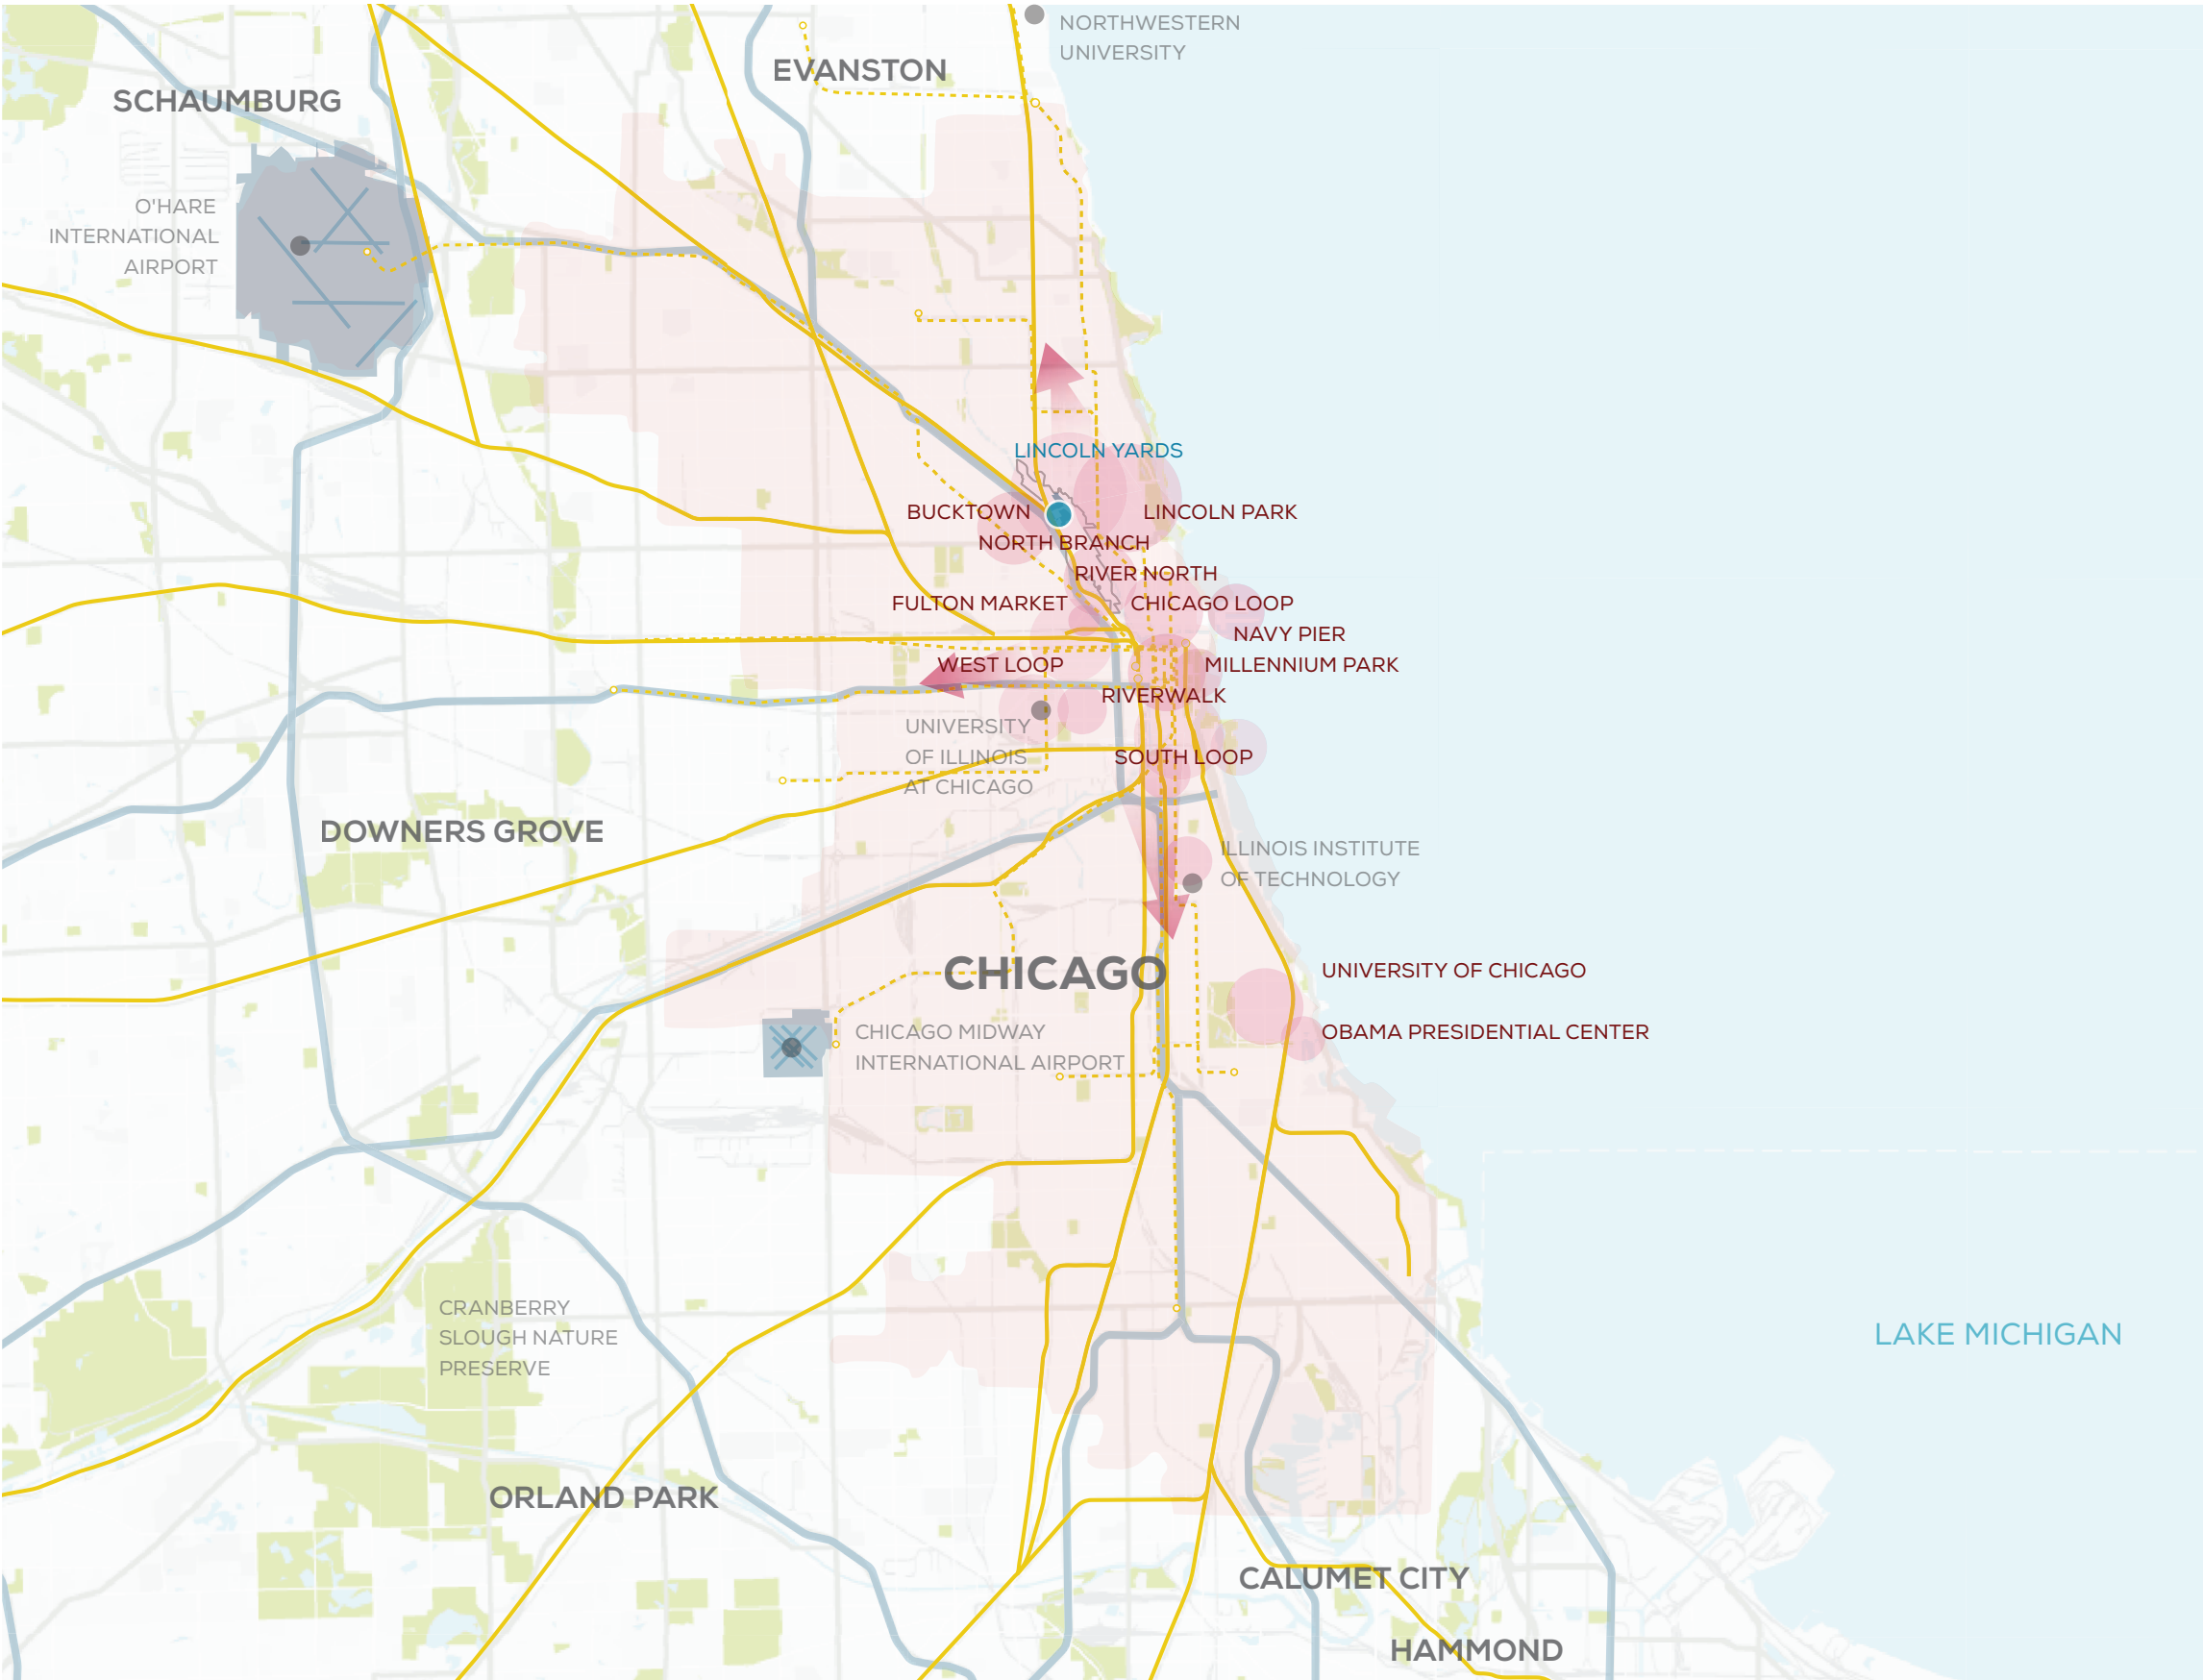 NORTHWESTERN
UNIVERSITY
EVANSTON
SCHAUMBURG
O'HARE
INTERNATIONAL
AIRPORT
LINCOLN YARDS
BUCKTOWN
LINCOLN PARK
NORTH BRANCH
RIVER NORTH
FULTON MARKET
CHICAGO LOOP
NAVY PIER
WEST LOOP
MILLENNIUM PARK
RIVERWALK
UNIVERSITY
OF ILLINOIS
AT CHICAGO
SOUTH LOOP
DOWNERS GROVE
ILLINOIS INSTITUTE
OF TECHNOLOGY
CHICAGO
UNIVERSITY OF CHICAGO
CHICAGO MIDWAY
INTERNATIONAL AIRPORT
OBAMA PRESIDENTIAL CENTER
CRANBERRY
SLOUGH NATURE
PRESERVE
LAKE MICHIGAN
ORLAND PARK
CALUMET CITY
HAMMOND